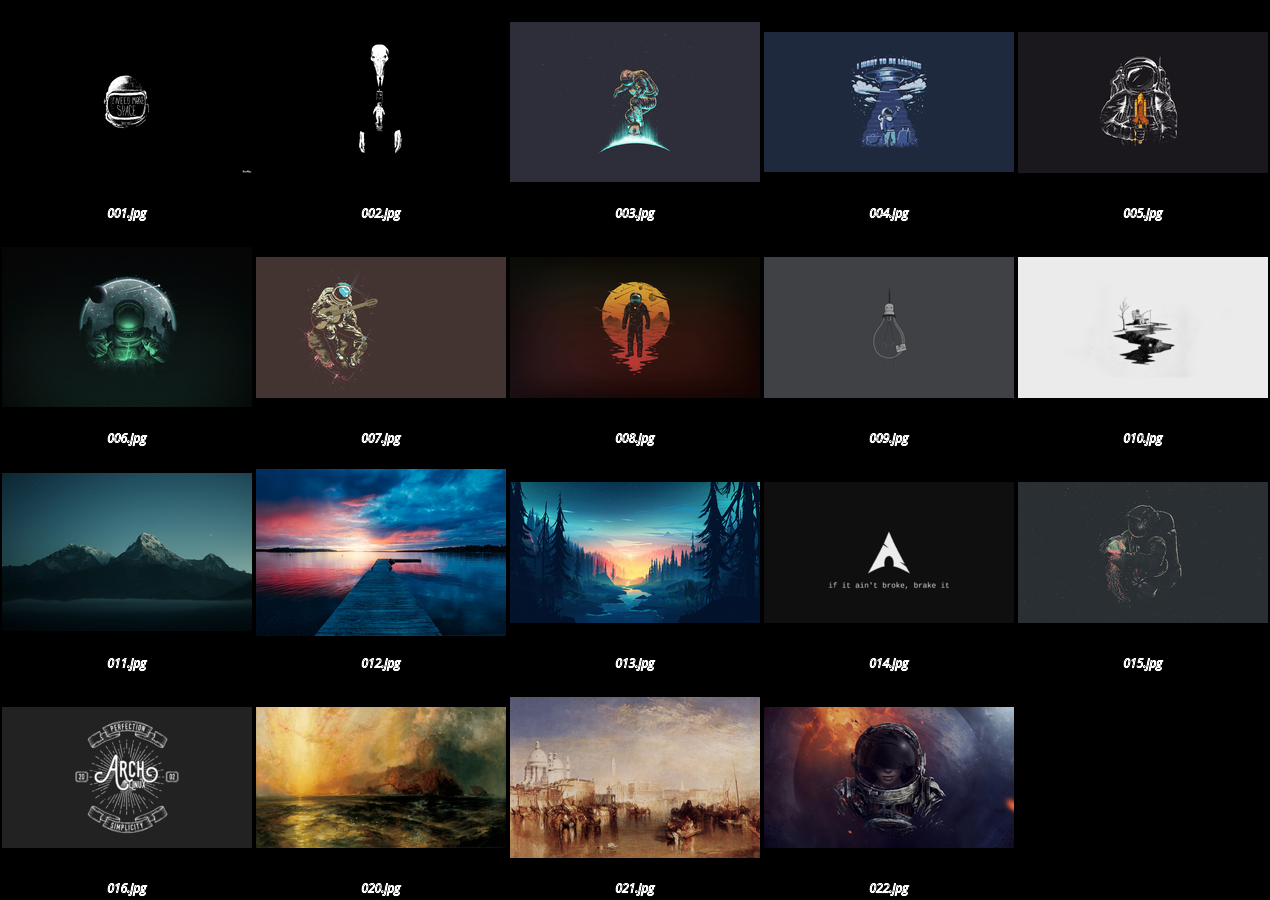 I NEED MORE
SPACE
001.jpg
002.jpg
003.jpg
I WANT TO BE LEAVING
004.jpg
005.jpg
006.jpg
007.jpg
008.jpg
009.jpg
010.jpg
011.jpg
012.jpg
013.jpg
if it ain't broke, brake it
014.jpg
015.jpg
PERFECTION
20
ARCH
LINUX
02
SIMPLICITY
016.jpg
020.jpg
021.jpg
022.jpg